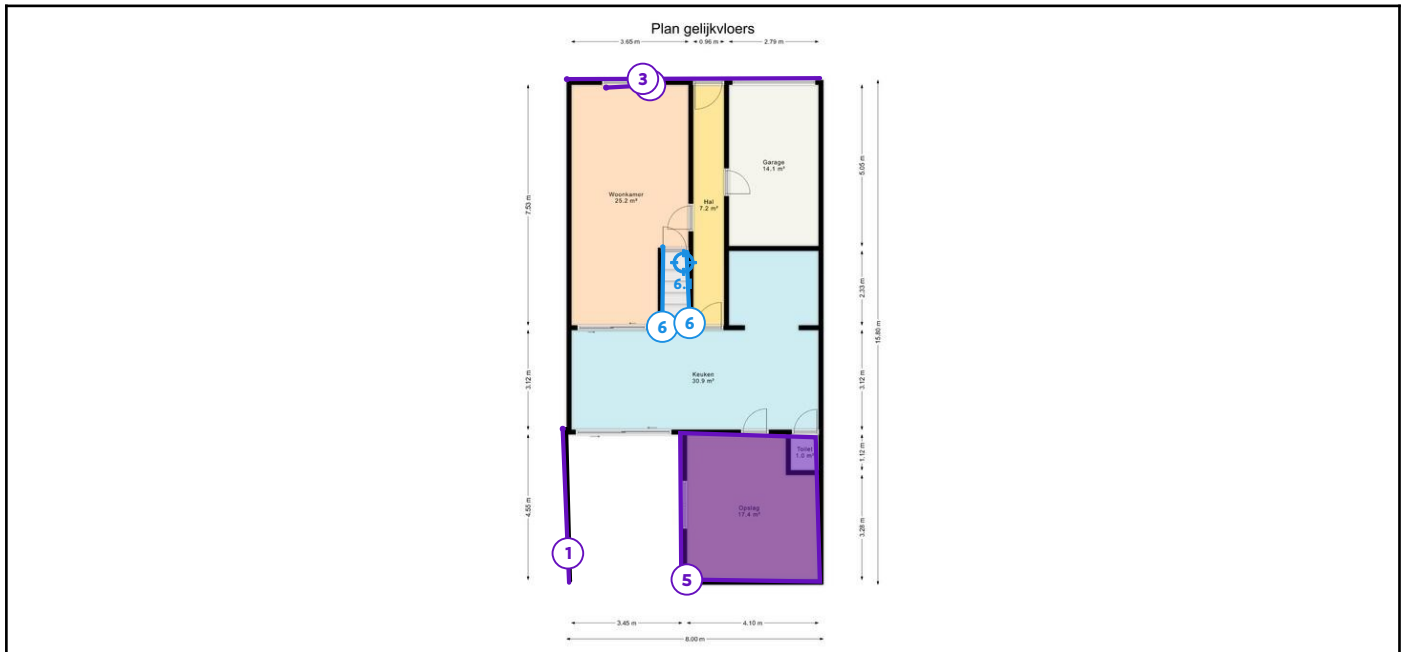 Plan gelijkvloers
3.65 m 0.96 m 2.79 m
3
Garage
14.1 m²
5.05 m
Woonkamer
25.2 m²
Hal
7.2 m²
7.53 m
6.
2.33 m
6 6
15.80 m
Keuken
30.9 m²
3.12 m
3.12 m
Toilet
1.0 m²
1.12 m
4.55 m
Opslag
17.4 m²
3.28 m
1
5
3.45 m 4.10 m
8.00 m